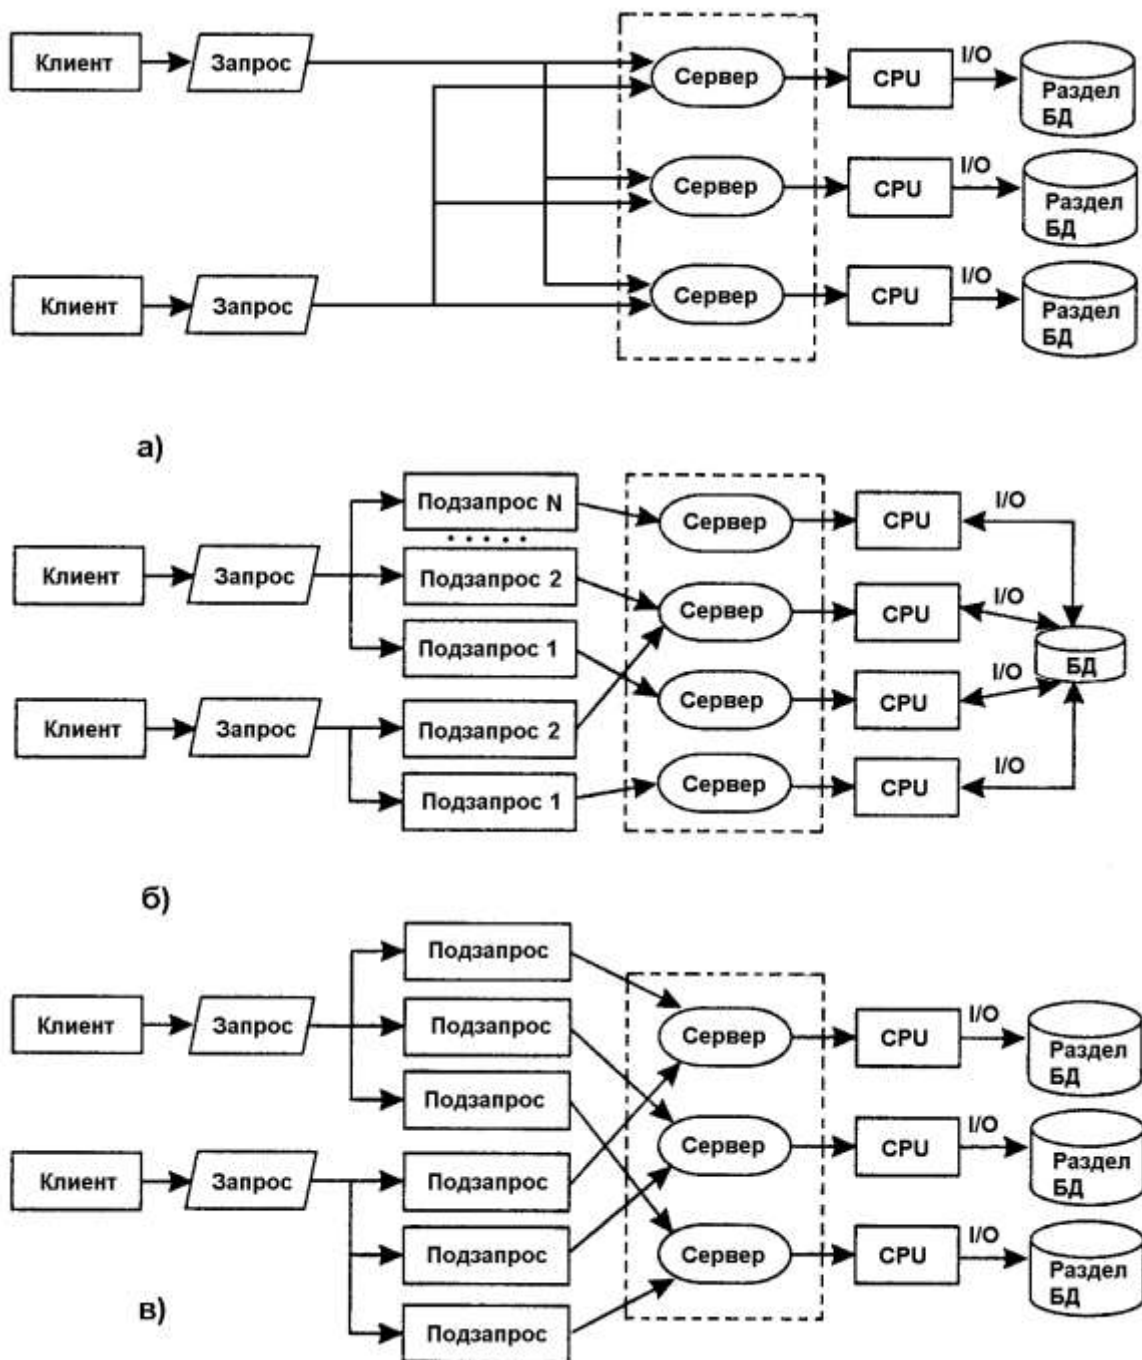 Клиент
Запрос
Сервер
CPU
I/O
Раздел
БД
Сервер
CPU
I/O
Раздел
БД
Клиент
Запрос
Сервер
CPU
I/O
Раздел
БД
а)
Подзапрос N
.....
Сервер
CPU
I/O
Клиент
Запрос
Подзапрос 2
Сервер
CPU
I/O
Подзапрос 1
БД
Сервер
CPU
I/O
Клиент
Запрос
Подзапрос 2
Подзапрос 1
Сервер
CPU
I/O
б)
Подзапрос
Клиент
Запрос
Подзапрос
Сервер
CPU
I/O
Раздел
БД
Подзапрос
Сервер
CPU
I/O
Раздел
БД
Клиент
Запрос
Подзапрос
Подзапрос
Сервер
CPU
I/O
Раздел
БД
в)
Подзапрос